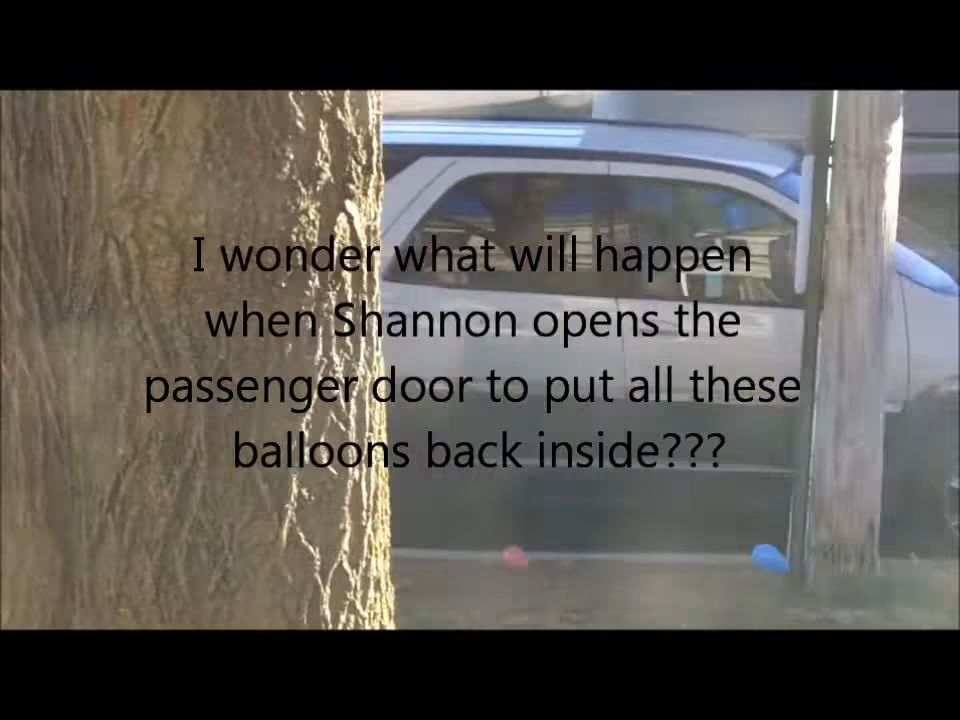 I wonder what will happen
when Shannon opens the
passenger door to put all these
balloons back inside???